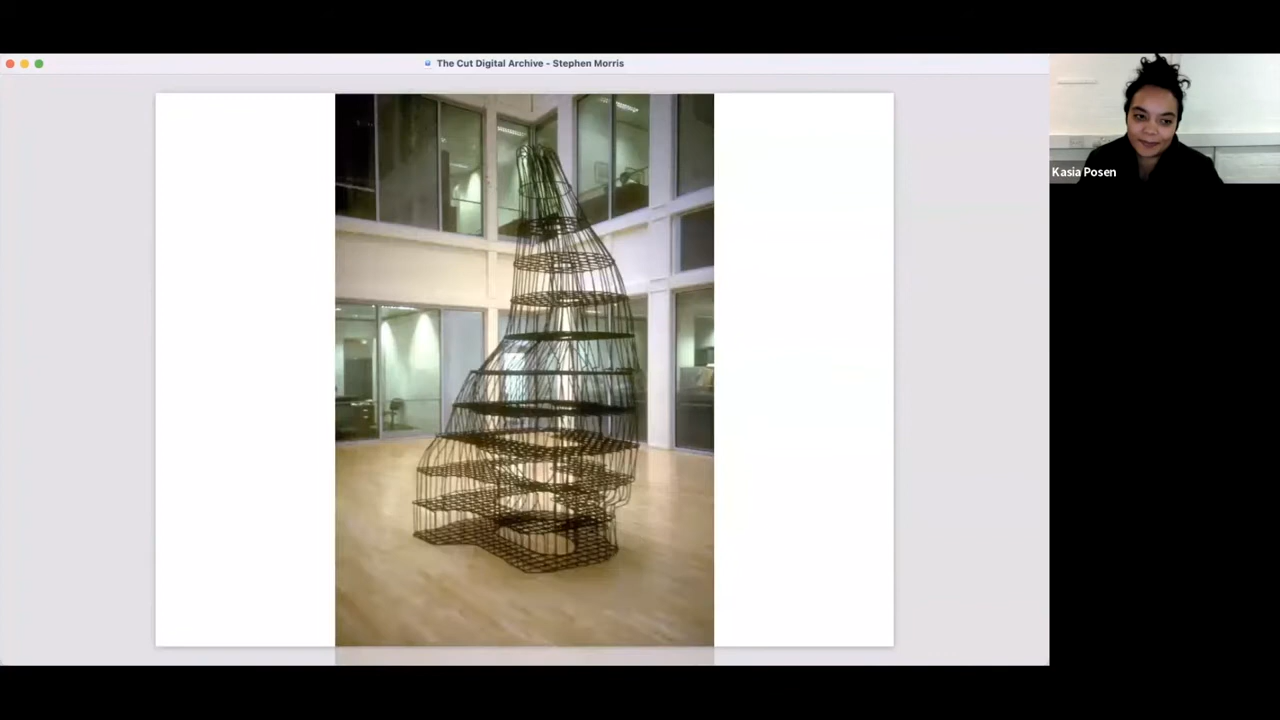 The Cut Digital Archive - Stephen Morris
Kasia Posen